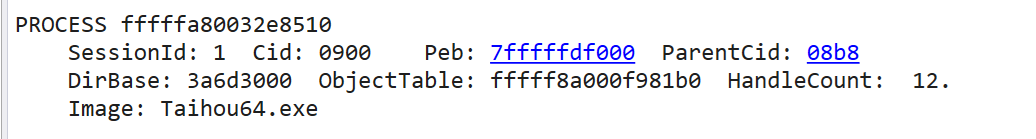 PROCESS fffffa80032e8510
SessionId: 1  Cid: 0900    Peb: 7fffffdf000  ParentCid: 08b8
DirBase: 3a6d3000  ObjectTable: fffff8a000f981b0  HandleCount:  12.
Image: Taihou64.exe